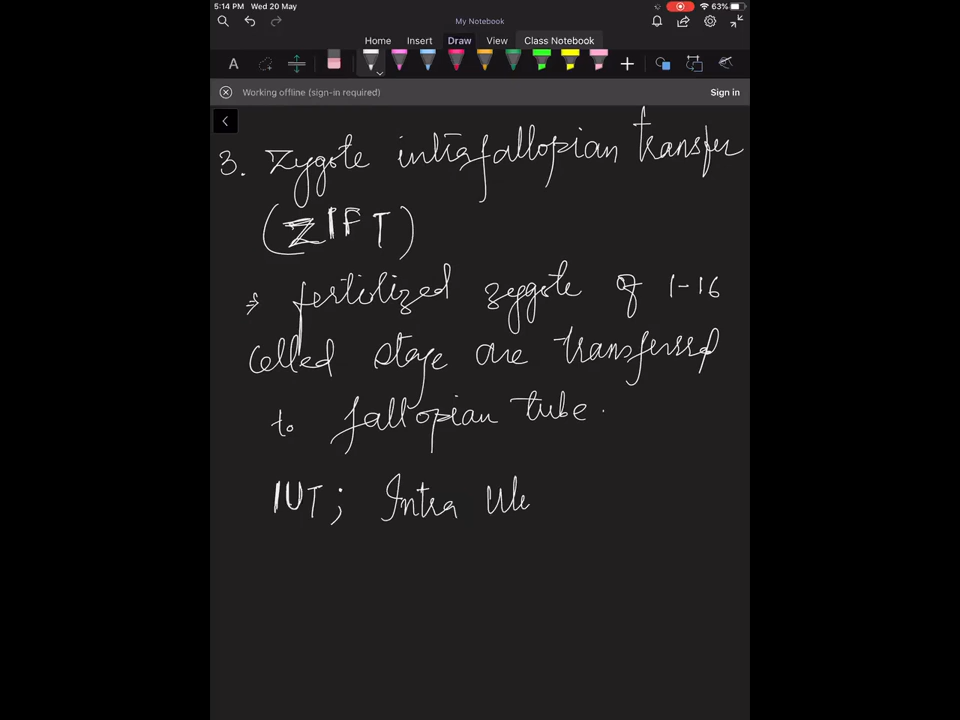 5:14 PM Wed 20 May
63%
My Notebook
Home Insert Draw View Class Notebook
A
Working offline (sign-in required) Sign in
3. Zygote intrafallopian transfer
(ZIFT)
⇒ fertilized zygote of 1-16
celled stage are transferred
to fallopian tube.
IUT; Intra Ute